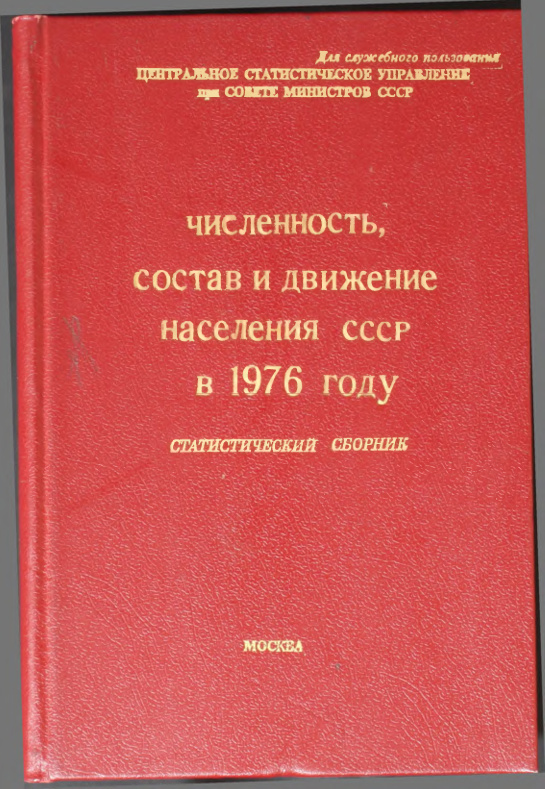 Для служебного пользования
ЦЕНТРАЛЬНОЕ СТАТИСТИЧЕСКОЕ УПРАВЛЕНИЕ
при СОВЕТЕ МИНИСТРОВ СССР
ЧИСЛЕННОСТЬ,
СОСТАВ И ДВИЖЕНИЕ
НАСЕЛЕНИЯ СССР
В 1976 ГОДУ
СТАТИСТИЧЕСКИЙ СБОРНИК
МОСКВА